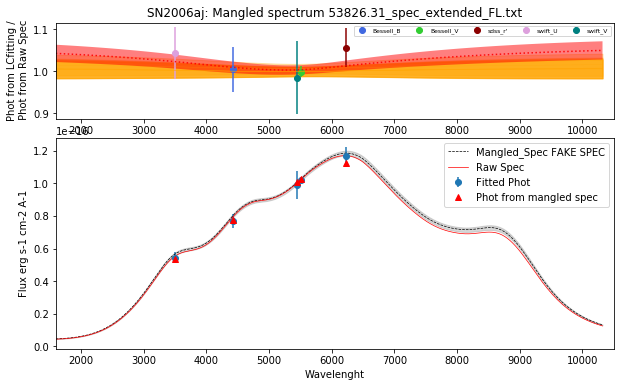 SN2006aj: Mangled spectrum 53826.31_spec_extended_FL.txt
Phot from LCfitting /
Phot from Raw Spec
1.1
1.0
0.9
Bessell_B
Bessell_V
sdss_r'
swift_U
swift_V
2000 3000 4000 5000 6000 7000 8000 9000 10000
1e−16
Flux erg s-1 cm-2 A-1
1.2
1.0
0.8
0.6
0.4
0.2
0.0
Mangled_Spec FAKE SPEC
Raw Spec
Fitted Phot
Phot from mangled spec
2000 3000 4000 5000 6000 7000 8000 9000 10000
Wavelenght